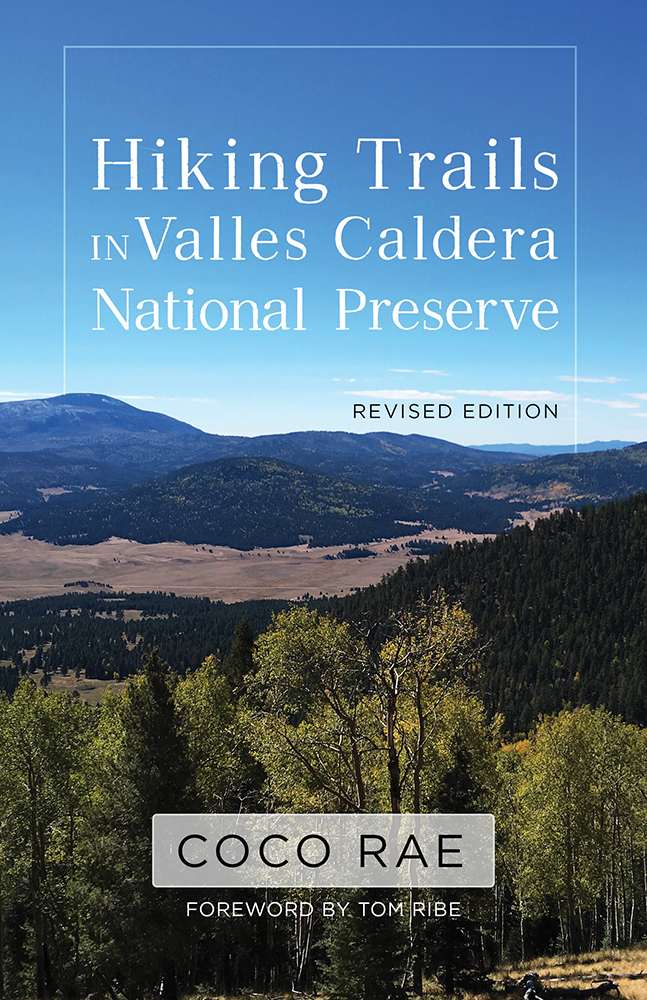 Hiking Trails
IN Valles Caldera
National Preserve
REVISED EDITION
COCO RAE
FOREWORD BY TOM RIBE